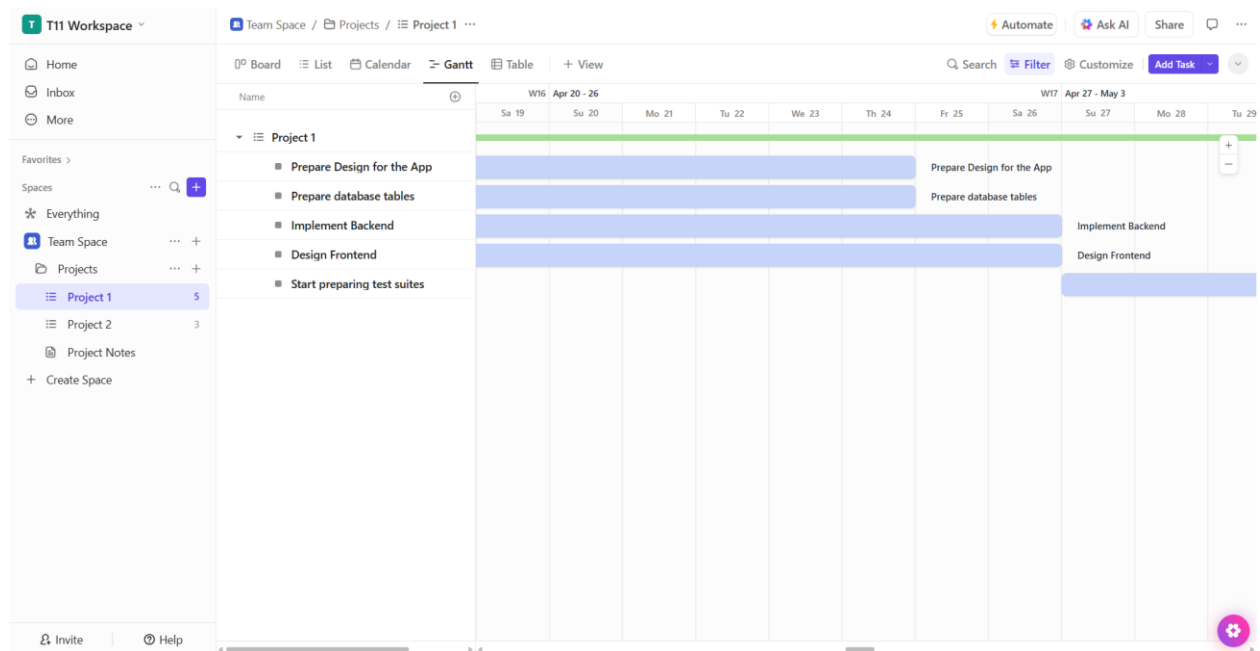 T T11 Workspace
Team Space / Projects / Project 1 ...
Automate
Ask AI
Share
Home
Inbox
More
Favorites >
Spaces
Everything
Team Space
Projects
Project 1 5
Project 2 3
Project Notes
+ Create Space
Invite
Help
Board
List
Calendar
Gantt
Table
+ View
Search
Filter
Customize
Add Task
Name
W16 Apr 20 - 26
W17 Apr 27 - May 3
Sa 19 Su 20 Mo 21 Tu 22 We 23 Th 24 Fr 25 Sa 26 Su 27 Mo 28 Tu 29
Project 1
Prepare Design for the App
Prepare Design for the App
Prepare database tables
Prepare database tables
Implement Backend
Implement Backend
Design Frontend
Design Frontend
Start preparing test suites